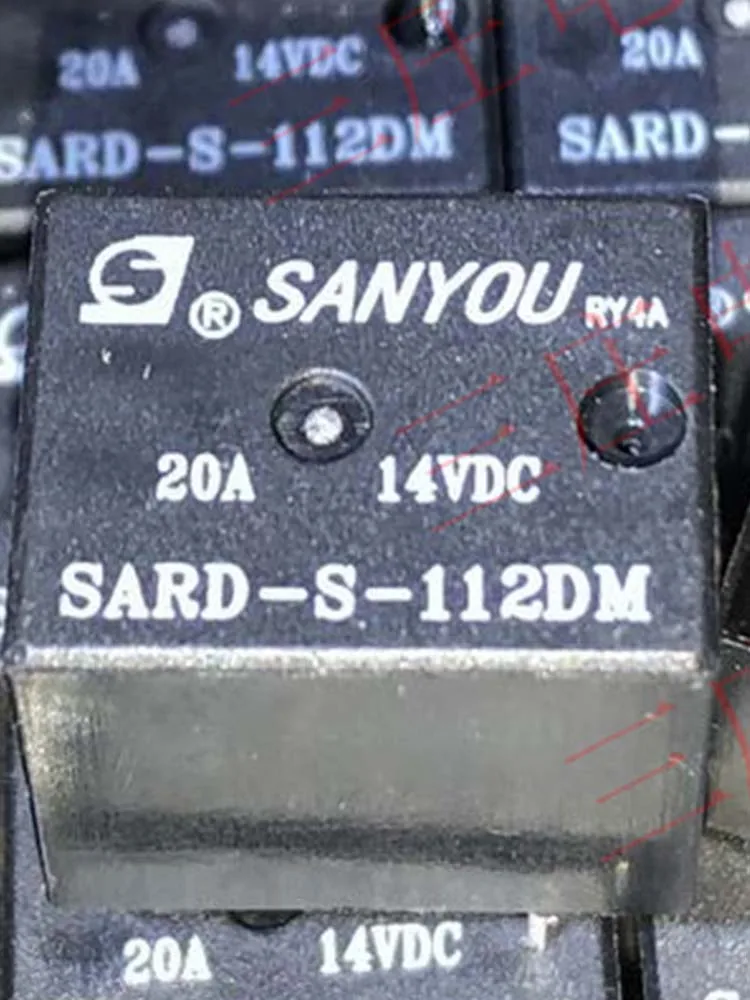 20A 14VDC
SARD-S-112DM
20A
SARD-
® SANYOU RY4A
20A 14VDC
SARD-S-112DM
20A 14VDC